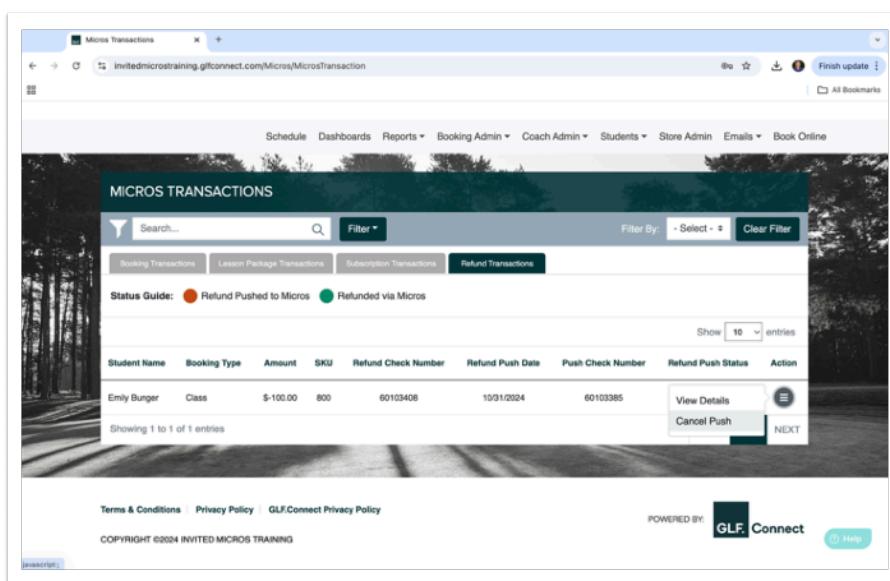 Micros Transactions
invitedmicrostraining.glfconnect.com/Micros/MicrosTransaction
Finish update
All Bookmarks
Schedule Dashboards Reports Booking Admin Coach Admin Students Store Admin Emails Book Online
MICROS TRANSACTIONS
Search... Filter Filter By: - Select - Clear Filter
Booking Transactions Lesson Package Transactions Subscription Transactions Refund Transactions
Status Guide: Refund Pushed to Micros Refunded via Micros
Show 10 entries
Student Name Booking Type Amount SKU Refund Check Number Refund Push Date Push Check Number Refund Push Status Action
Emily Burger Class $-100.00 800 60103408 10/31/2024 60103385
View Details
Cancel Push
Showing 1 to 1 of 1 entries NEXT
Terms & Conditions Privacy Policy GLF.Connect Privacy Policy
POWERED BY: GLF. Connect
COPYRIGHT ©2024 INVITED MICROS TRAINING
Help
javascript:;